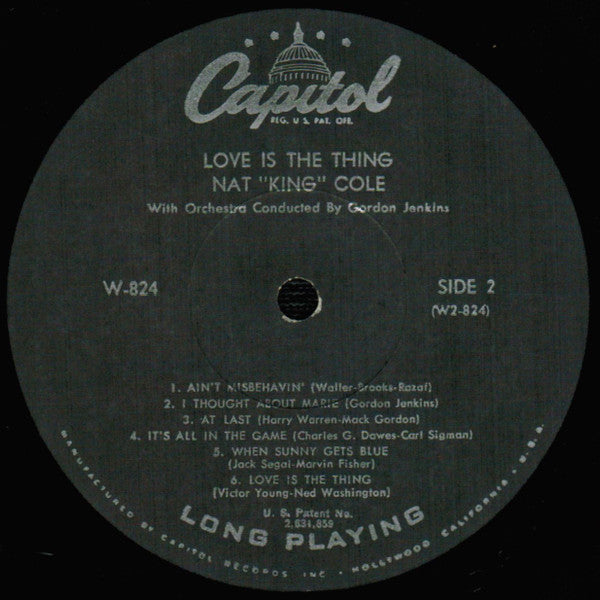 Capitol
REG. U.S. PAT. OFF.
LOVE IS THE THING
NAT "KING" COLE
With Orchestra Conducted By Gordon Jenkins
W-824
SIDE 2
(W2-824)
1. AIN'T MISBEHAVIN' (Waller-Brooks-Razaf)
2. I THOUGHT ABOUT MARIE (Gordon Jenkins)
3. AT LAST (Harry Warren-Mack Gordon)
4. IT'S ALL IN THE GAME (Charles G. Dawes-Carl Sigman)
5. WHEN SUNNY GETS BLUE
(Jack Segal-Marvin Fisher)
6. LOVE IS THE THING
(Victor Young-Ned Washington)
U. S. Patent No.
2,631,859
LONG PLAYING
MANUFACTURED BY CAPITOL RECORDS INC • HOLLYWOOD CALIFORNIA • U.S.A.